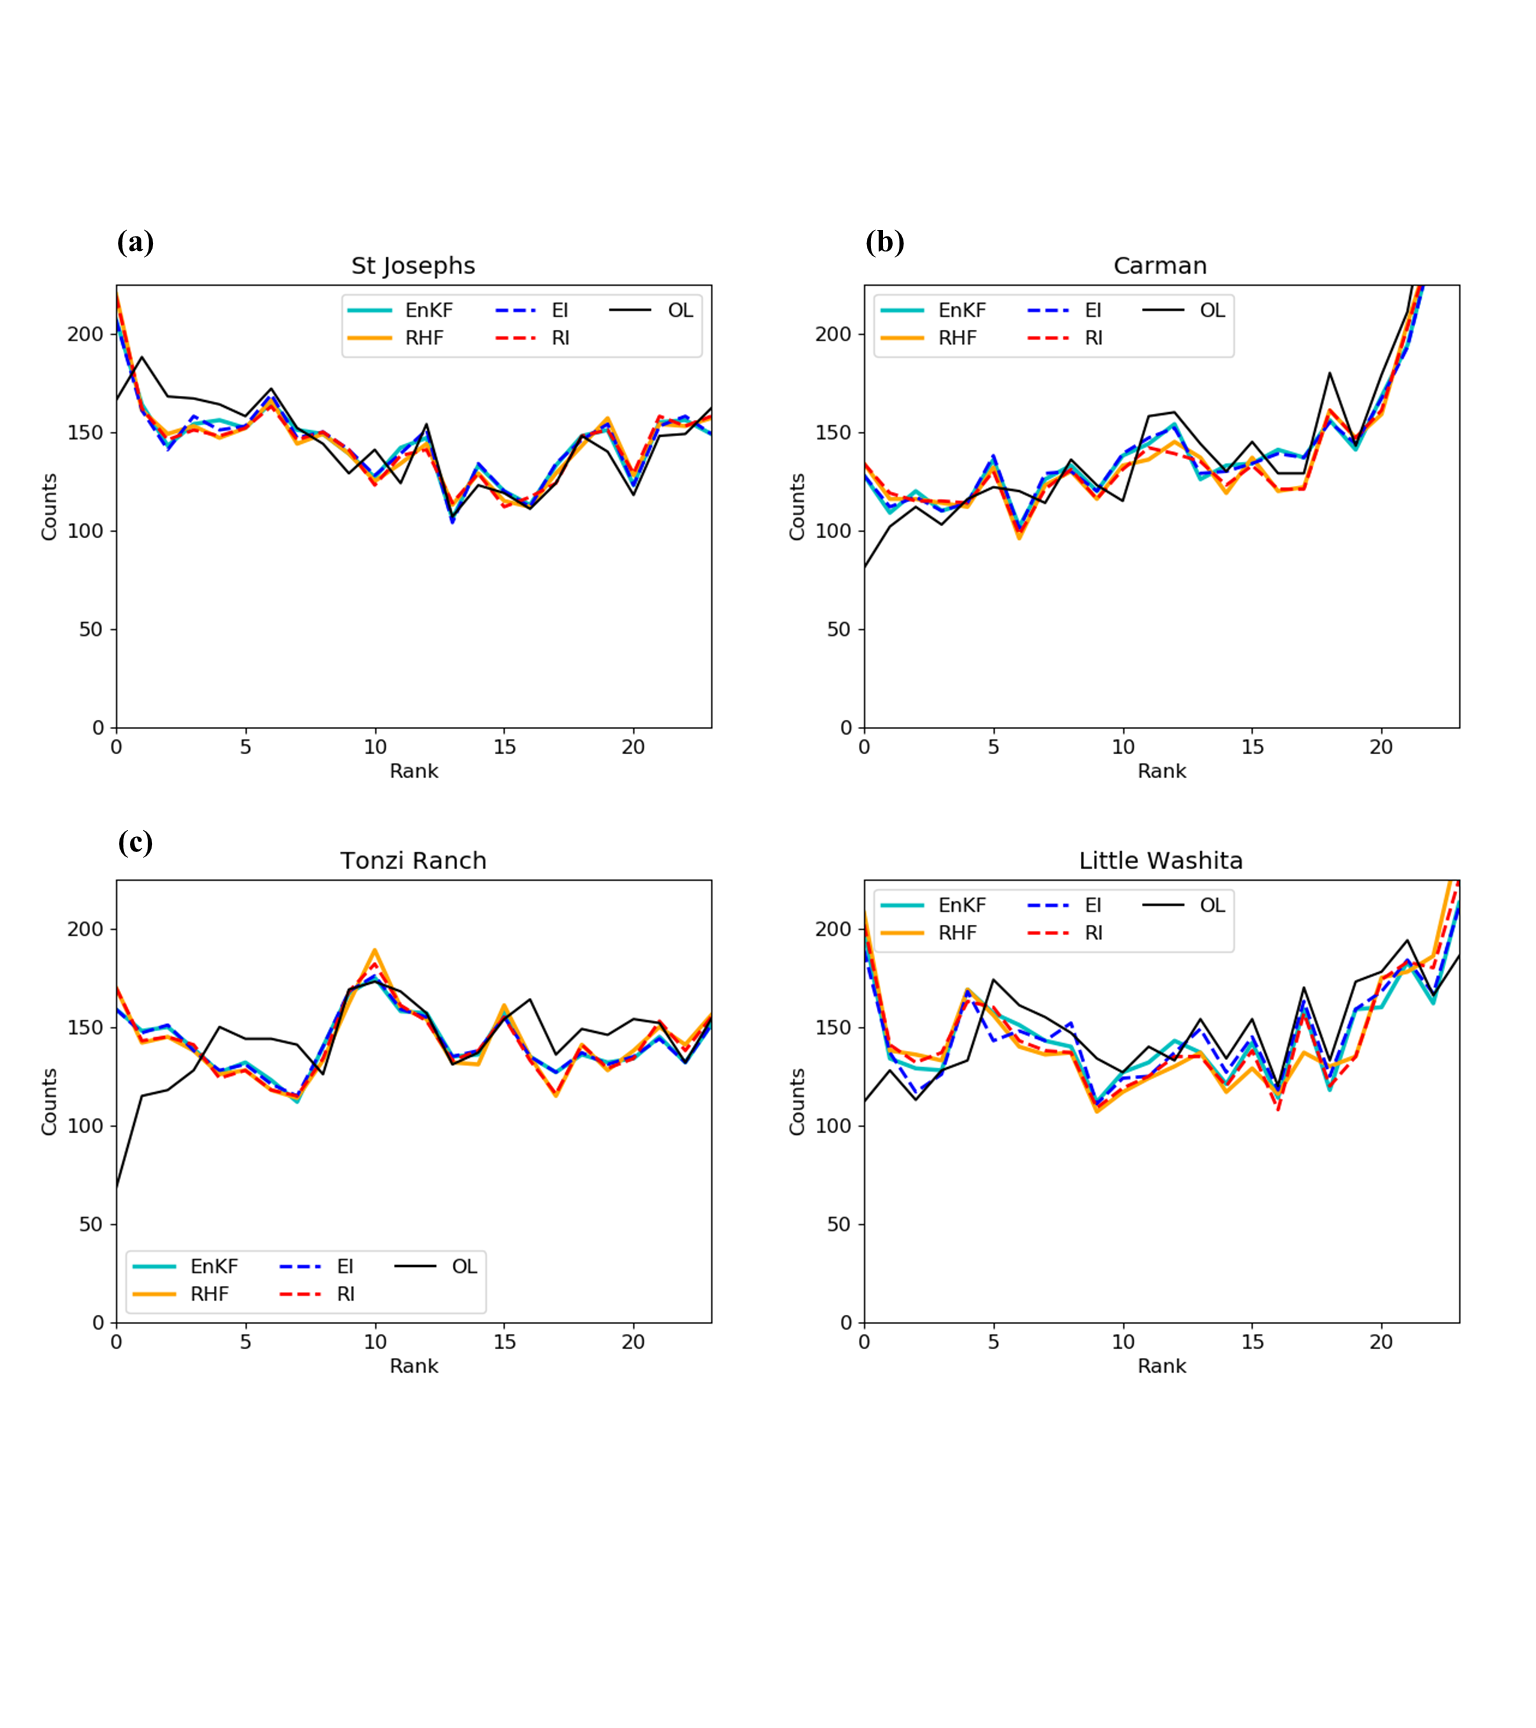 (a)
St Josephs
EnKF EI OL
RHF RI
200
150
100
50
0
Counts
0 5 10 15 20
Rank
(b)
Carman
EnKF EI OL
RHF RI
200
150
100
50
0
Counts
0 5 10 15 20
Rank
(c)
Tonzi Ranch
200
150
100
50
0
Counts
EnKF EI OL
RHF RI
0 5 10 15 20
Rank
Little Washita
EnKF EI OL
RHF RI
200
150
100
50
0
Counts
0 5 10 15 20
Rank